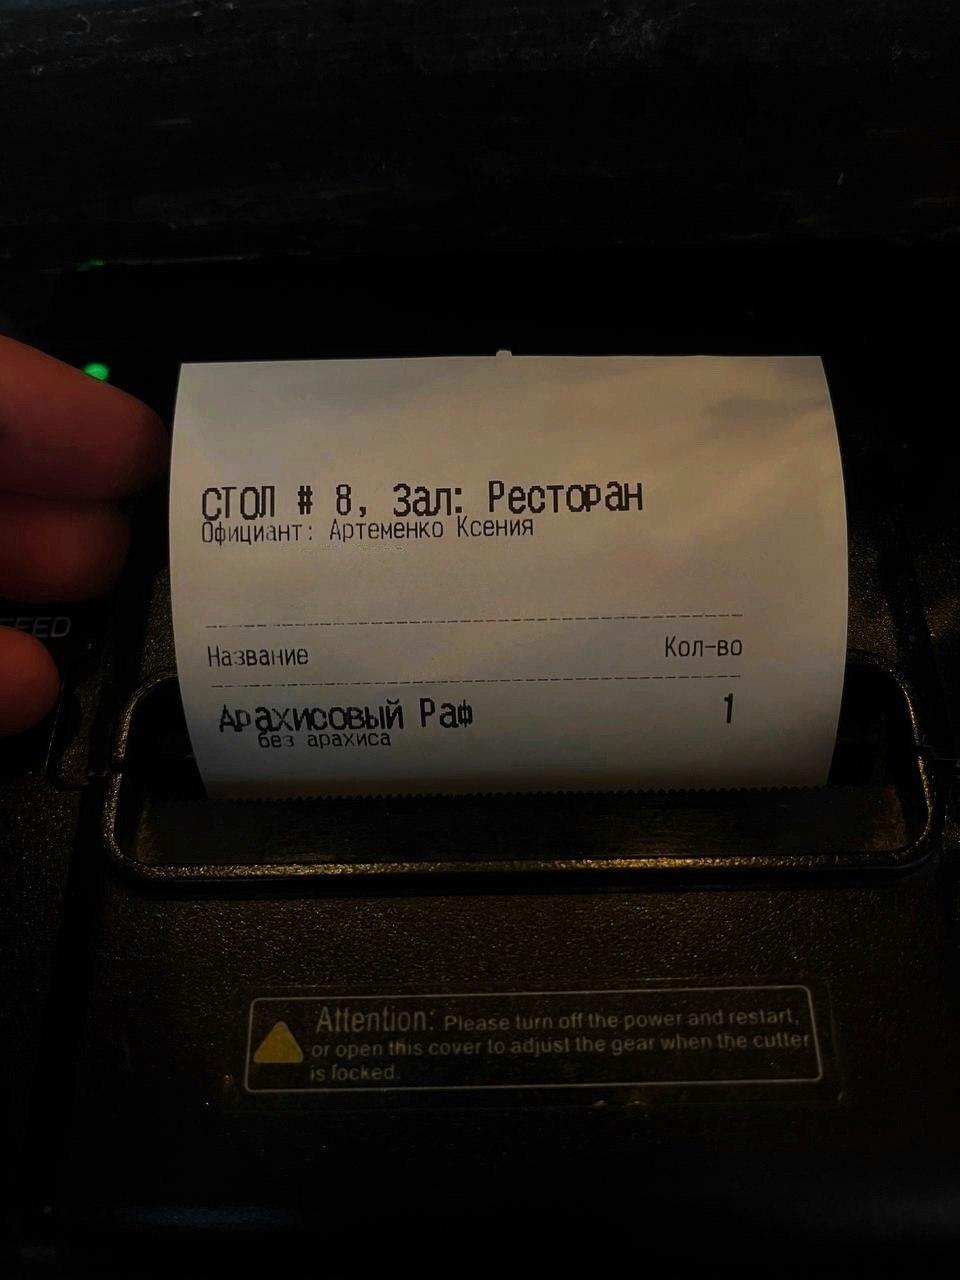 СТОЛ # 8, Зал: Ресторан
Официант: Артеменко Ксения
Название Кол-во
Арахисовый Раф 1
без арахиса
FEED
Attention: Please turn off the power and restart,
or open this cover to adjust the gear when the cutter
is locked.